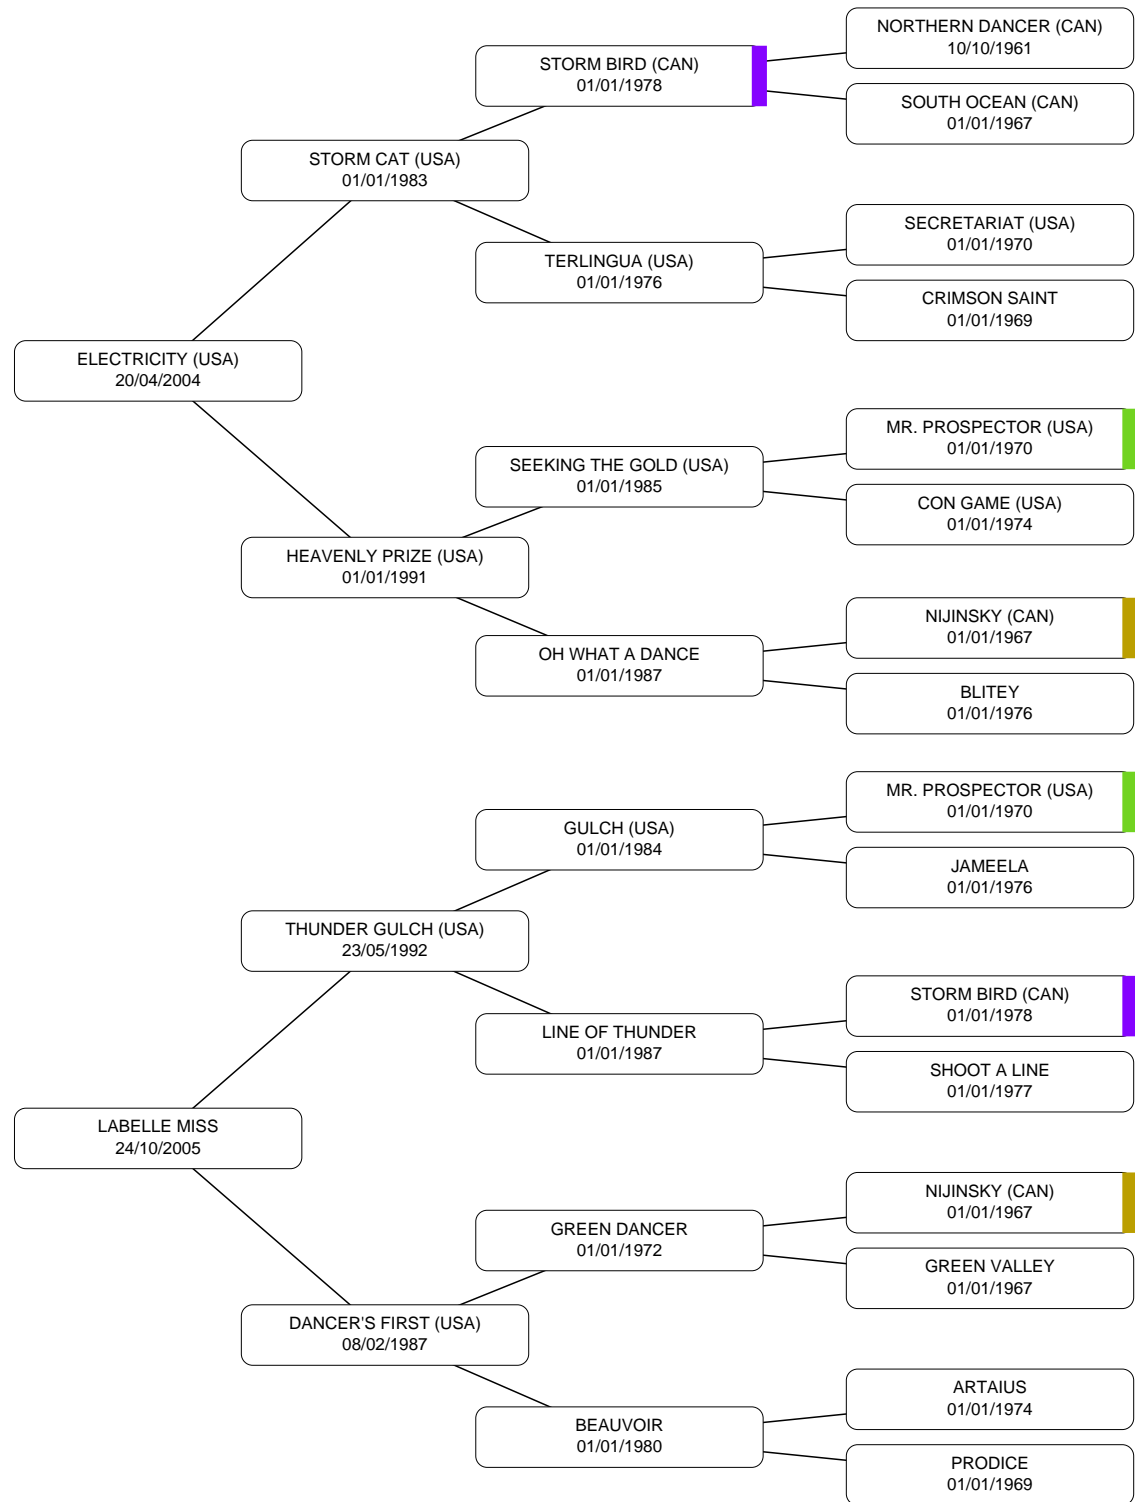 NORTHERN DANCER (CAN)
10/10/1961
STORM BIRD (CAN)
01/01/1978
SOUTH OCEAN (CAN)
01/01/1967
STORM CAT (USA)
01/01/1983
SECRETARIAT (USA)
01/01/1970
TERLINGUA (USA)
01/01/1976
CRIMSON SAINT
01/01/1969
ELECTRICITY (USA)
20/04/2004
MR. PROSPECTOR (USA)
01/01/1970
SEEKING THE GOLD (USA)
01/01/1985
CON GAME (USA)
01/01/1974
HEAVENLY PRIZE (USA)
01/01/1991
NIJINSKY (CAN)
01/01/1967
OH WHAT A DANCE
01/01/1987
BLITEY
01/01/1976
MR. PROSPECTOR (USA)
01/01/1970
GULCH (USA)
01/01/1984
JAMEELA
01/01/1976
THUNDER GULCH (USA)
23/05/1992
STORM BIRD (CAN)
01/01/1978
LINE OF THUNDER
01/01/1987
SHOOT A LINE
01/01/1977
LABELLE MISS
24/10/2005
NIJINSKY (CAN)
01/01/1967
GREEN DANCER
01/01/1972
GREEN VALLEY
01/01/1967
DANCER'S FIRST (USA)
08/02/1987
ARTAIUS
01/01/1974
BEAUVOIR
01/01/1980
PRODICE
01/01/1969